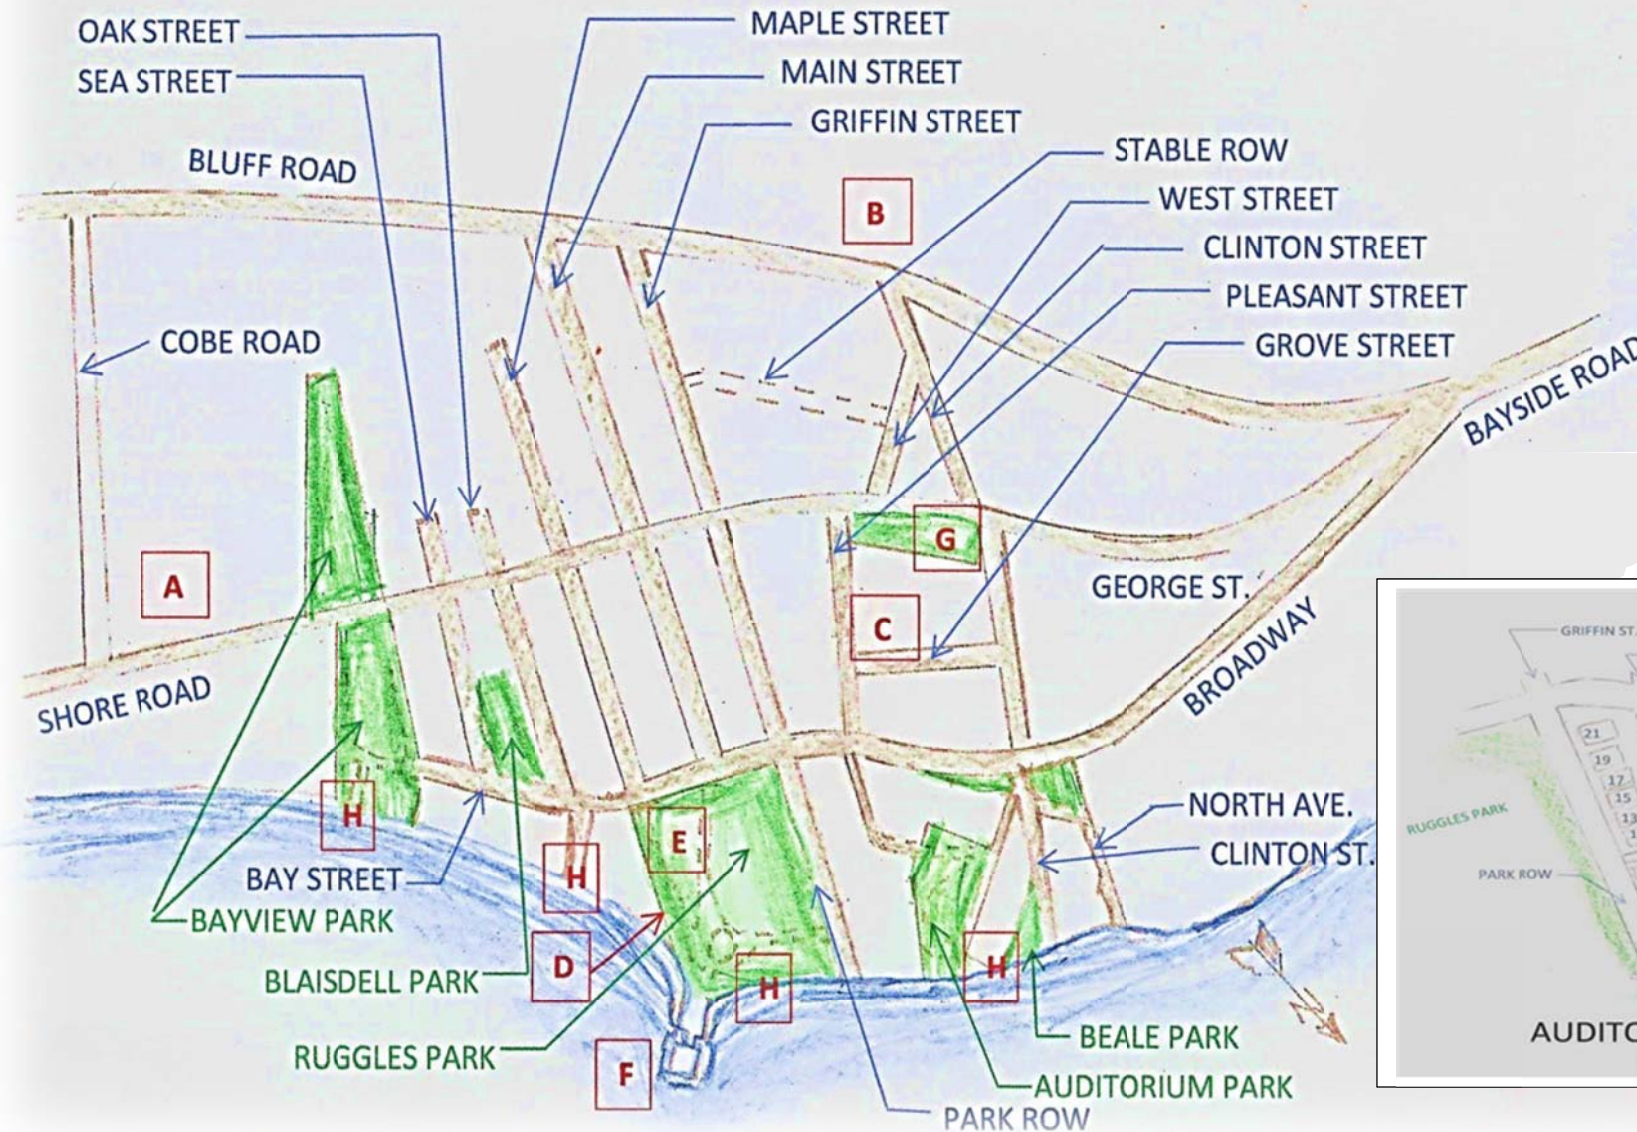 OAK STREET
SEA STREET
MAPLE STREET
MAIN STREET
GRIFFIN STREET
STABLE ROW
WEST STREET
CLINTON STREET
PLEASANT STREET
GROVE STREET
BLUFF ROAD
B
COBE ROAD
BAYSIDE ROAD
A
G
C
GEORGE ST.
SHORE ROAD
BROADWAY
H
E
H
BAY STREET
BAYVIEW PARK
BLAISDELL PARK
D
RUGGLES PARK
F
H
H
NORTH AVE.
CLINTON ST.
BEALE PARK
AUDITORIUM PARK
PARK ROW
GRIFFIN ST.
21
19
17
15
RUGGLES PARK
PARK ROW